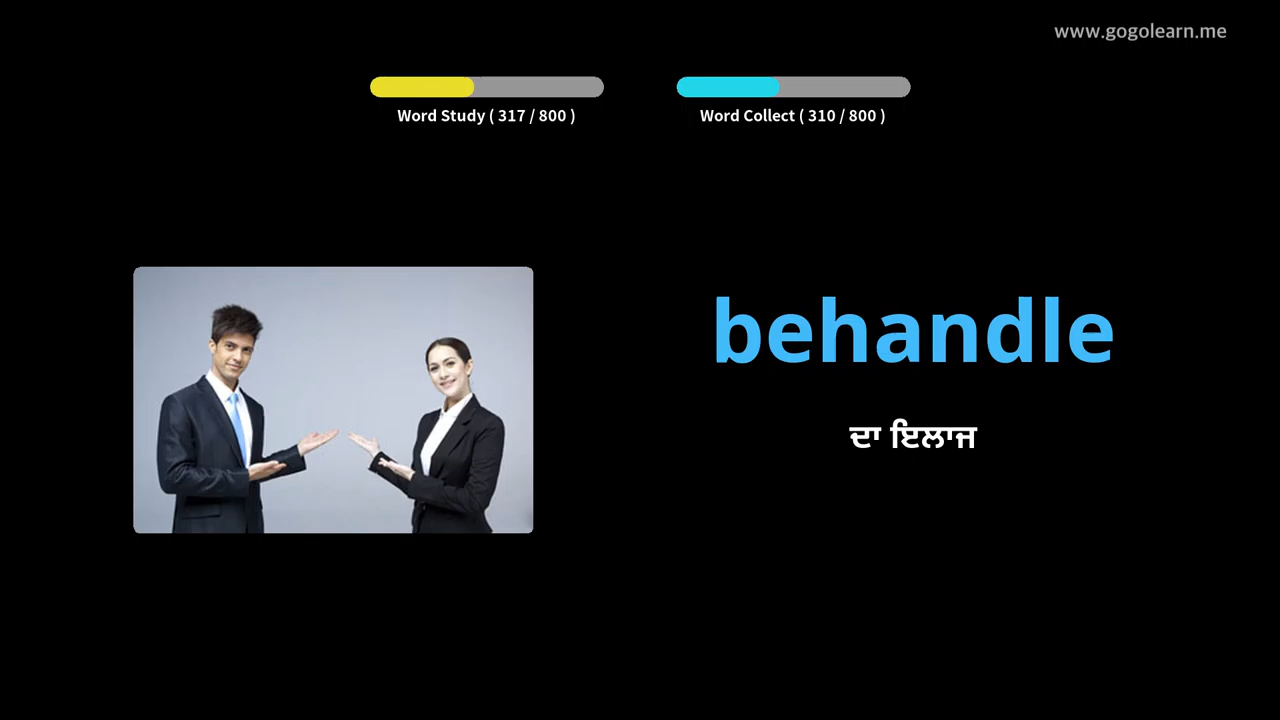 www.gogolearn.me
Word Study ( 317 / 800 )
Word Collect ( 310 / 800 )
behandle
ਦਾ ਇਲਾਜ